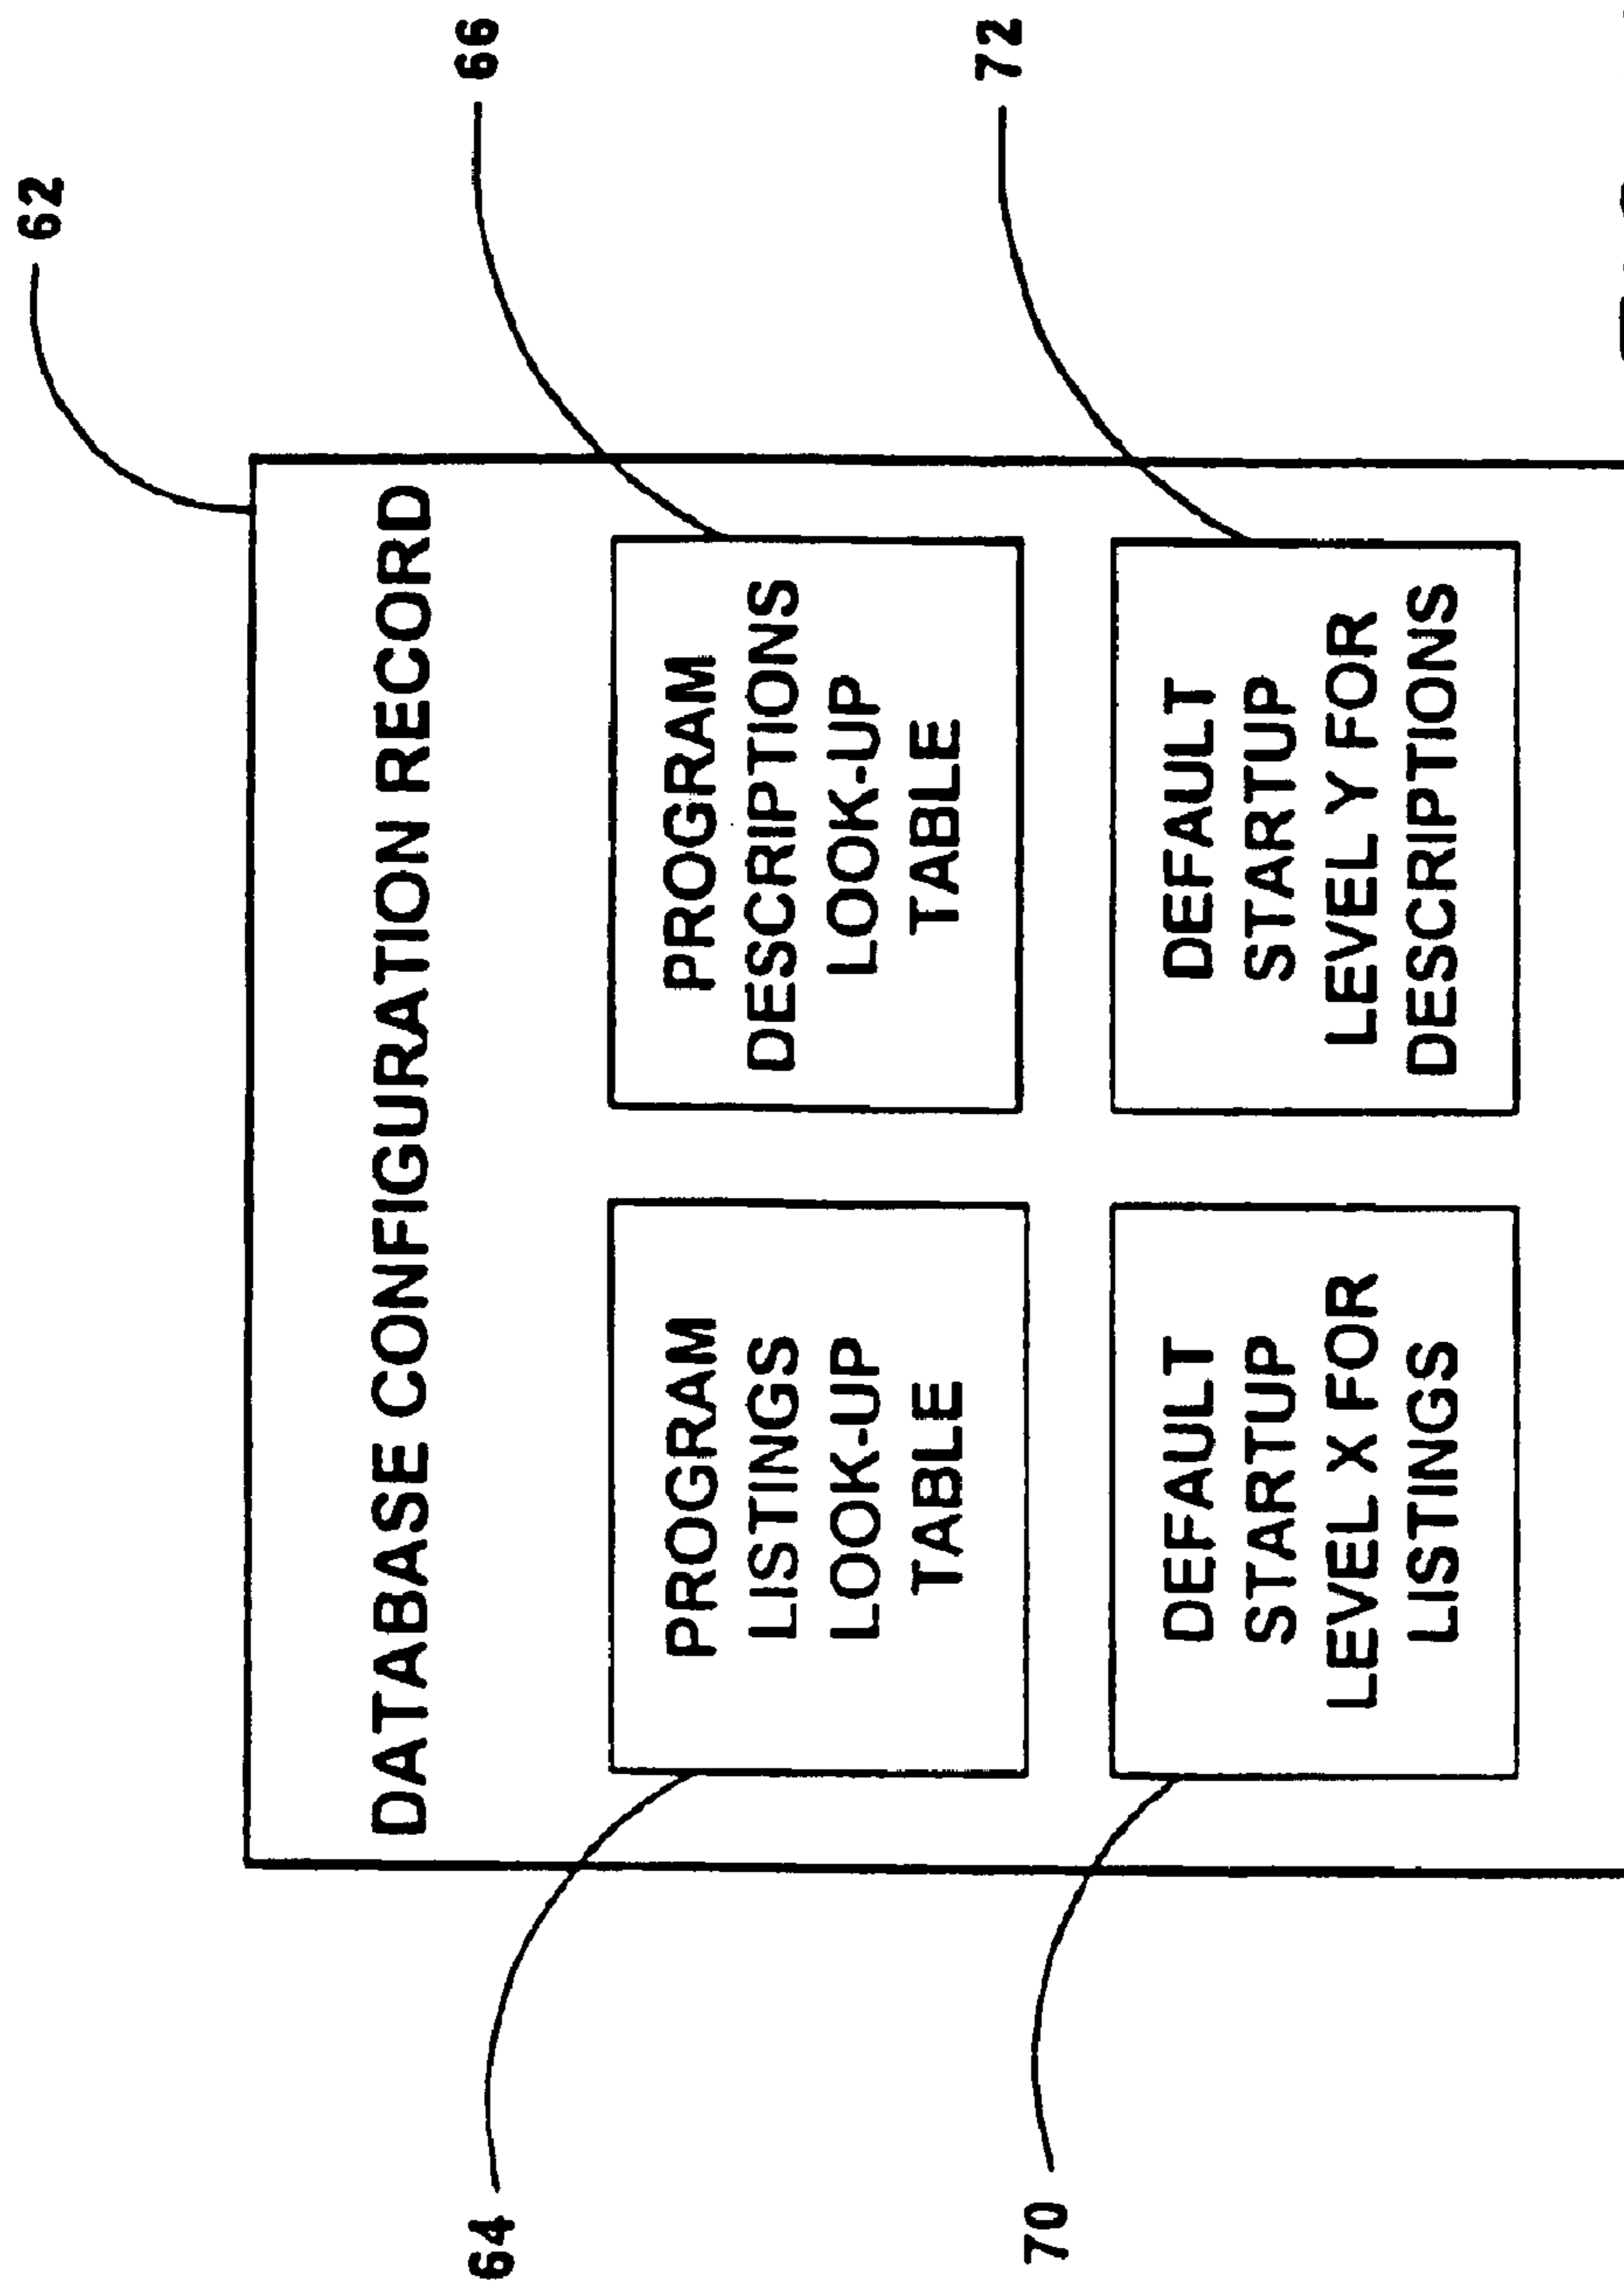 62
DATABASE CONFIGURATION RECORD
64
PROGRAM
LISTINGS
LOOK-UP
TABLE
66
PROGRAM
DESCRIPTIONS
LOOK-UP
TABLE
70
DEFAULT
STARTUP
LEVEL X FOR
LISTINGS
72
DEFAULT
STARTUP
LEVEL Y FOR
DESCRIPTIONS